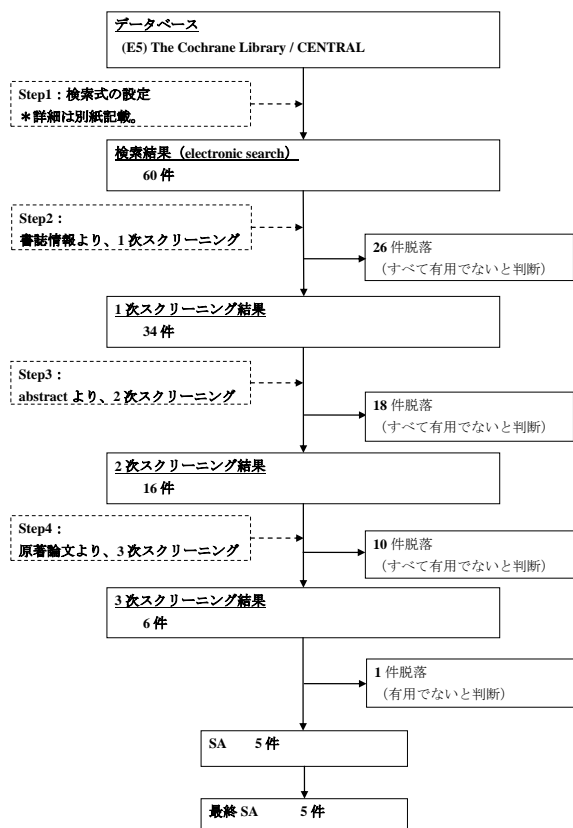 データベース
(E5) The Cochrane Library / CENTRAL
Step1：検索式の設定
＊詳細は別紙記載。
検索結果（electronic search）
60 件
Step2：
書誌情報より、1 次スクリーニング
26 件脱落
（すべて有用でないと判断）
1 次スクリーニング結果
34 件
Step3：
abstract より、2 次スクリーニング
18 件脱落
（すべて有用でないと判断）
2 次スクリーニング結果
16 件
Step4：
原著論文より、3 次スクリーニング
10 件脱落
（すべて有用でないと判断）
3 次スクリーニング結果
6 件
1 件脱落
（有用でないと判断）
SA 5 件
最終 SA 5 件